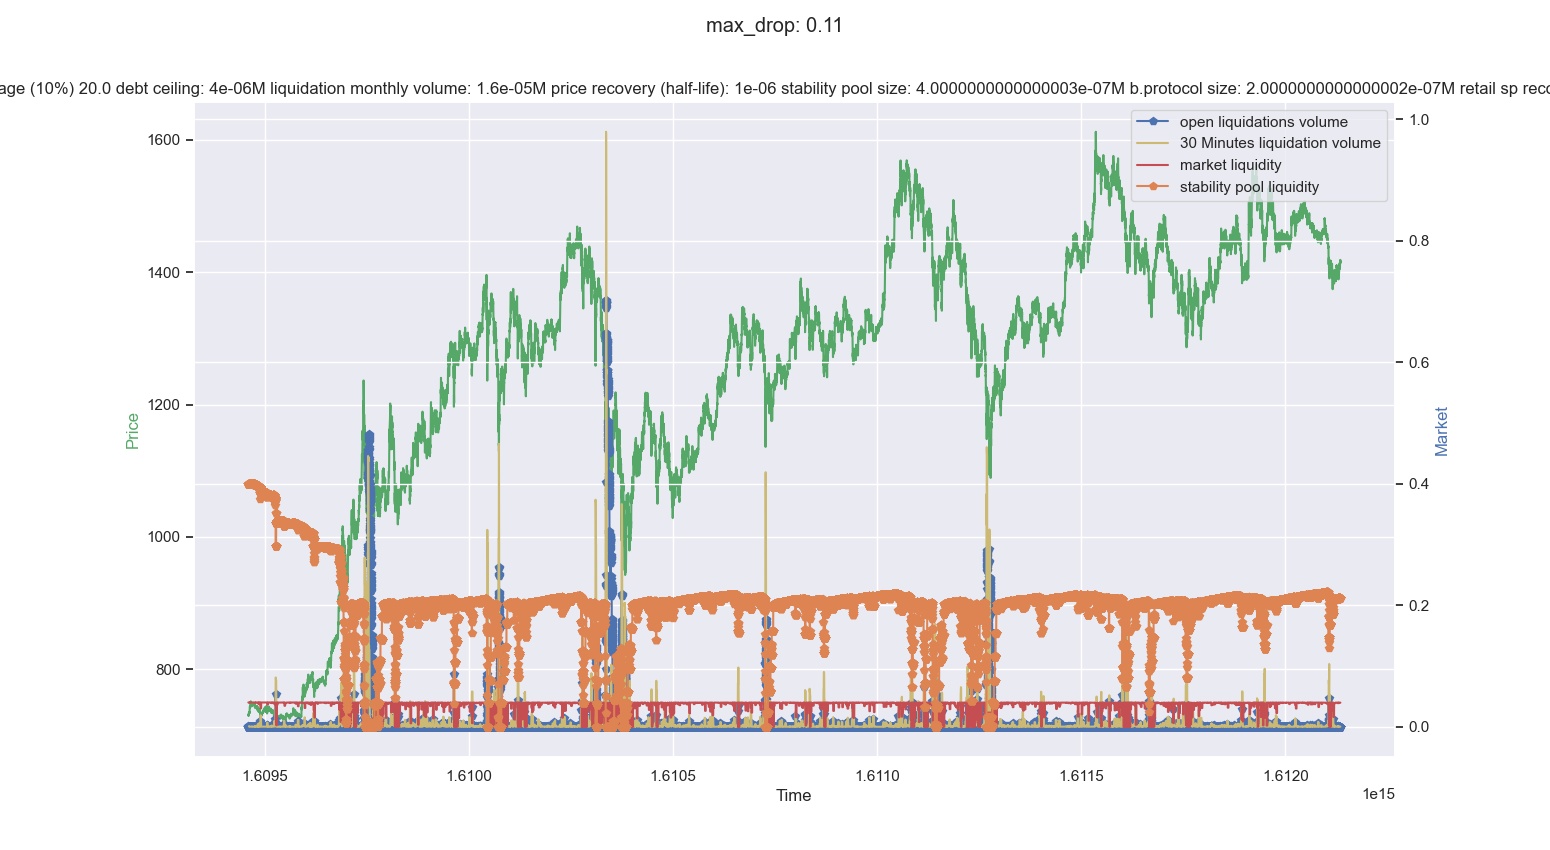 max_drop: 0.11
age (10%) 20.0 debt ceiling: 4e-06M liquidation monthly volume: 1.6e-05M price recovery (half-life): 1e-06 stability pool size: 4.0000000000000003e-07M b.protocol size: 2.0000000000000002e-07M retail sp reco
open liquidations volume
30 Minutes liquidation volume
market liquidity
stability pool liquidity
1600
1400
1200
1000
800
Price
1.0
0.8
0.6
0.4
0.2
0.0
Market
1.6095 1.6100 1.6105 1.6110 1.6115 1.6120
1e15
Time